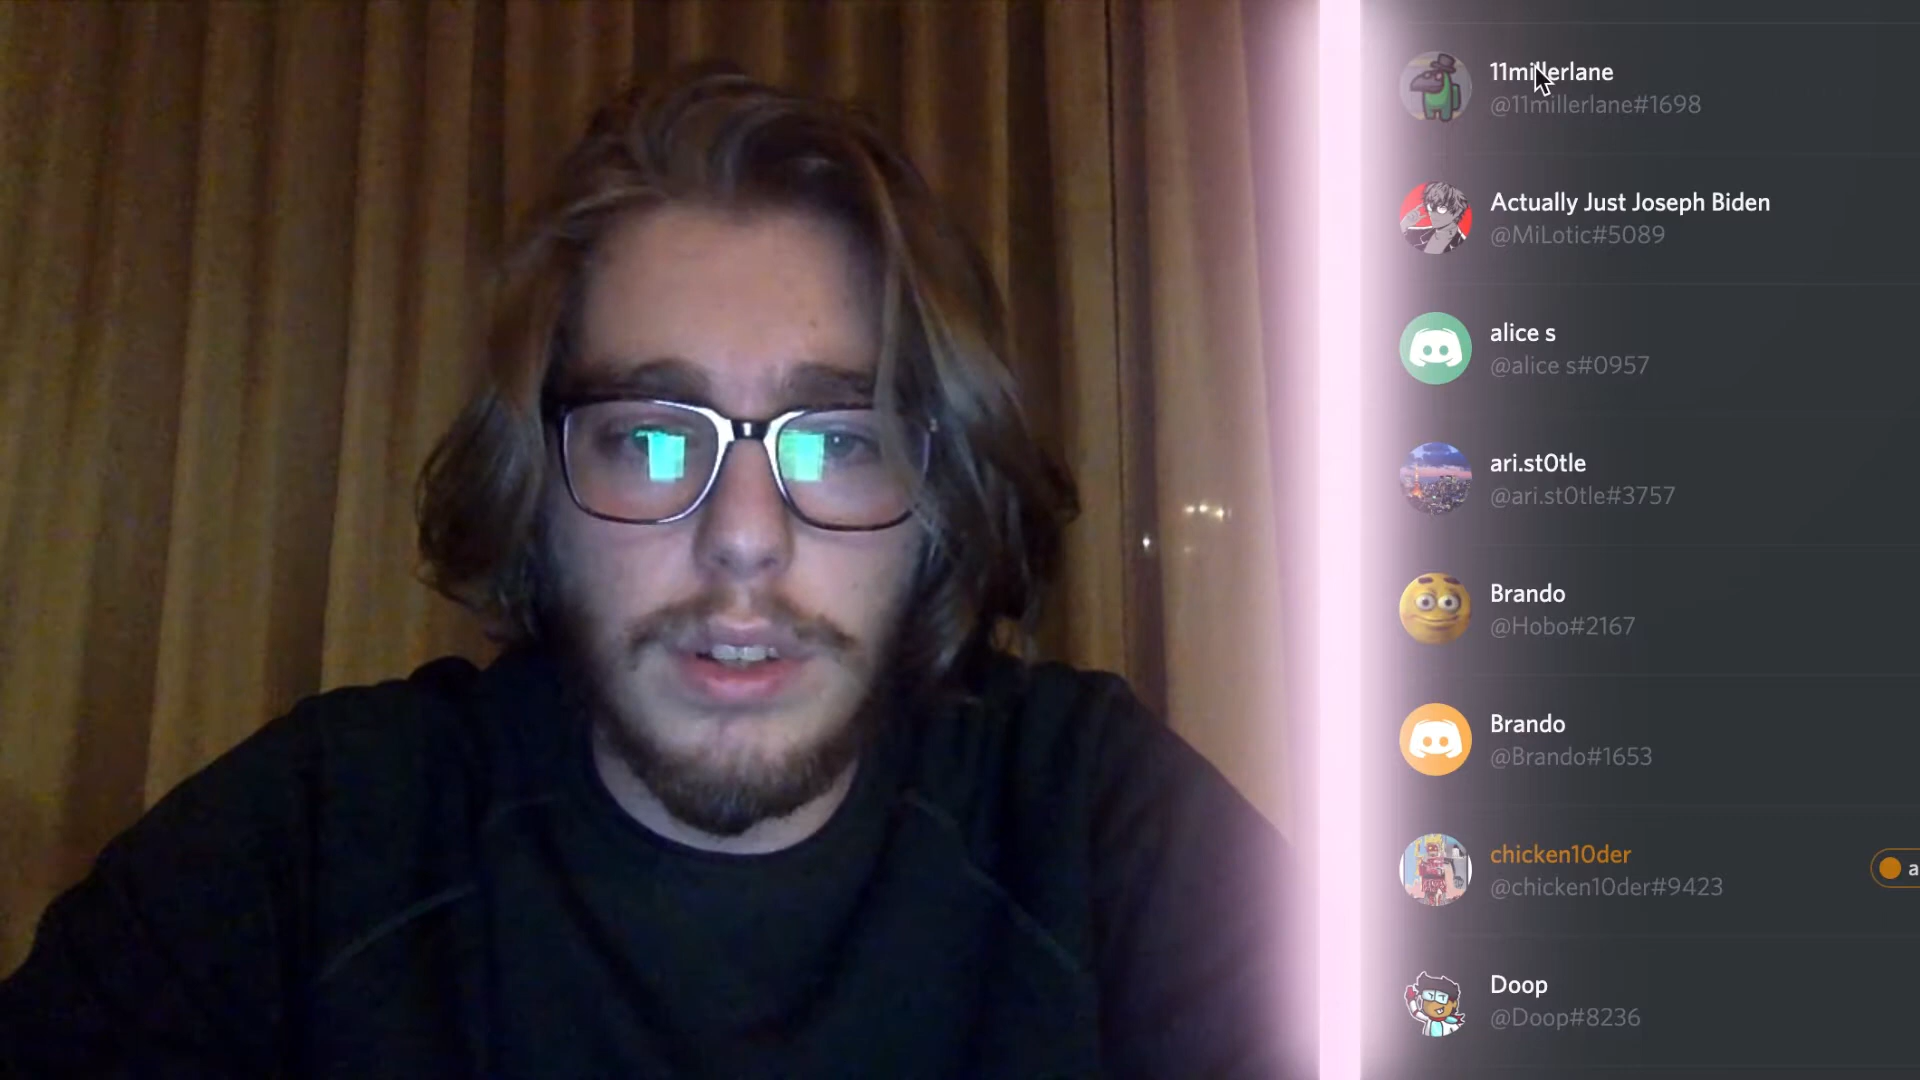 11millerlane
@11millerlane#1698
Actually Just Joseph Biden
@MiLotic#5089
alice s
@alice s#0957
ari.st0tle
@ari.st0tle#3757
Brando
@Hobo#2167
Brando
@Brando#1653
chicken10der
@chicken10der#9423
a
Doop
@Doop#8236